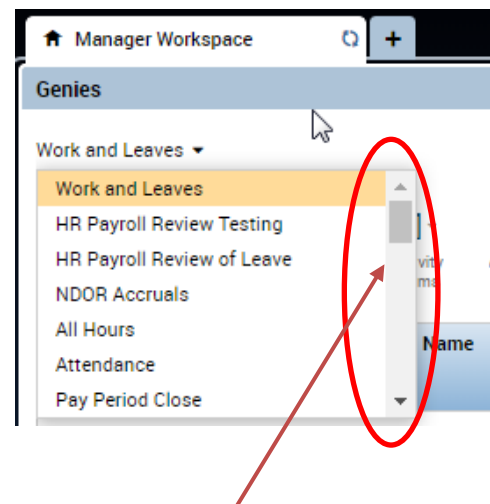 Manager Workspace
+
Genies
Work and Leaves
Work and Leaves
HR Payroll Review Testing
HR Payroll Review of Leave
NDOR Accruals
All Hours
Attendance
Pay Period Close
Name